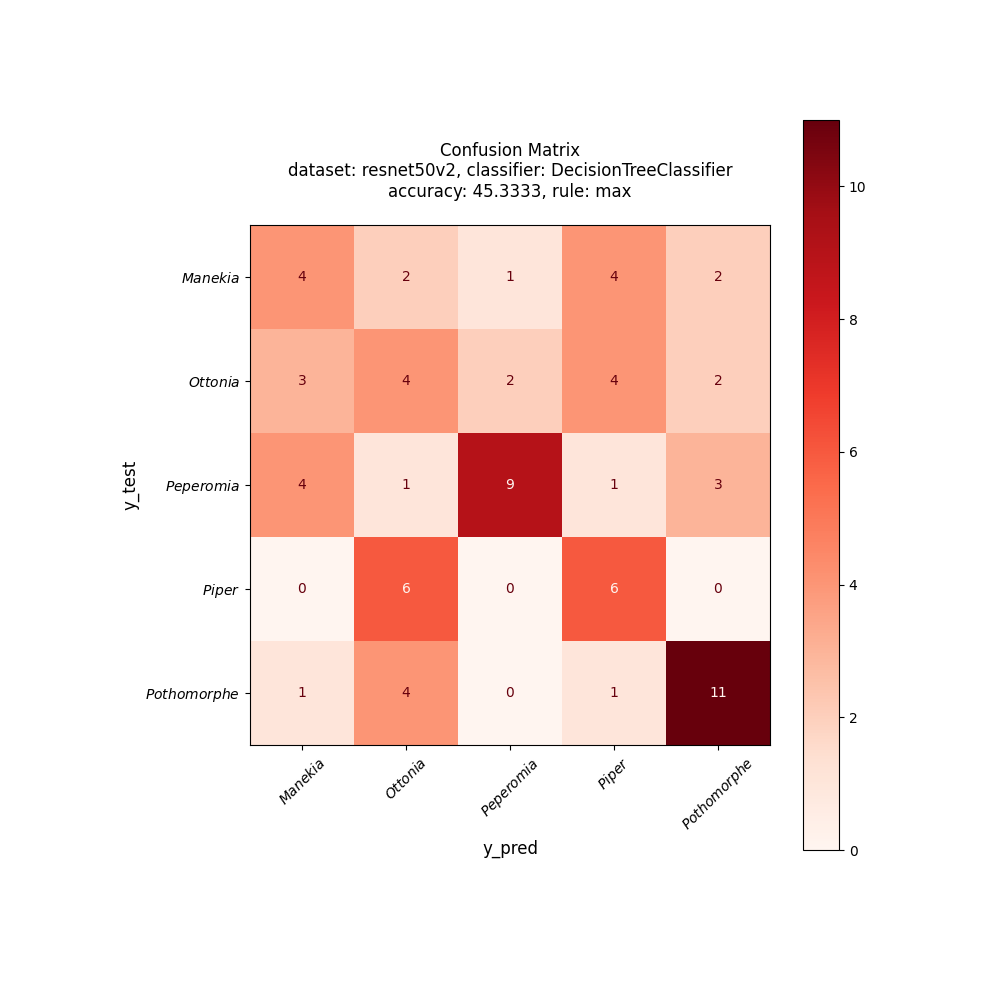 Confusion Matrix
dataset: resnet50v2, classifier: DecisionTreeClassifier
accuracy: 45.3333, rule: max
Manekia 4 2 1 4 2
Ottonia 3 4 2 4 2
Peperomia 4 1 9 1 3
Piper 0 6 0 6 0
Pothomorphe 1 4 0 1 11
Manekia Ottonia Peperomia Piper Pothomorphe
y_pred
y_test
10
8
6
4
2
0